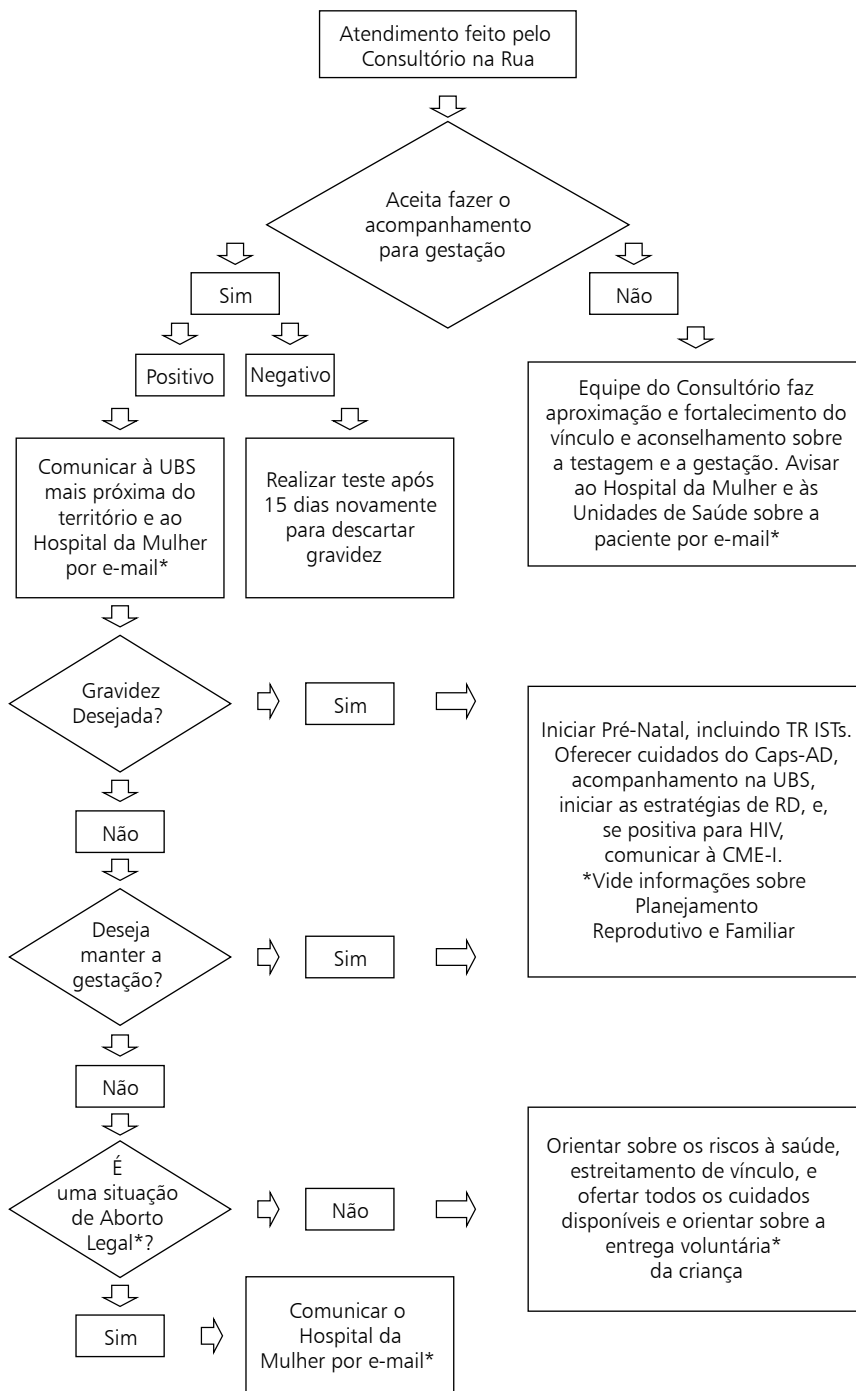 Atendimento feito pelo
Consultório na Rua
Aceita fazer o
acompanhamento
para gestação
Sim
Não
Positivo
Negativo
Equipe do Consultório faz
aproximação e fortalecimento do
vínculo e aconselhamento sobre
a testagem e a gestação. Avisar
ao Hospital da Mulher e às
Unidades de Saúde sobre a
paciente por e-mail*
Comunicar à UBS
mais próxima do
território e ao
Hospital da Mulher
por e-mail*
Realizar teste após
15 dias novamente
para descartar
gravidez
Gravidez
Desejada?
Sim
Iniciar Pré-Natal, incluindo TR ISTs.
Oferecer cuidados do Caps-AD,
acompanhamento na UBS,
iniciar as estratégias de RD, e,
se positiva para HIV,
comunicar à CME-I.
*Vide informações sobre
Planejamento
Reprodutivo e Familiar
Não
Deseja
manter a
gestação?
Sim
Não
É
uma situação
de Aborto
Legal*?
Não
Orientar sobre os riscos à saúde,
estreitamento de vínculo, e
ofertar todos os cuidados
disponíveis e orientar sobre a
entrega voluntária*
da criança
Sim
Comunicar o
Hospital da
Mulher por e-mail*